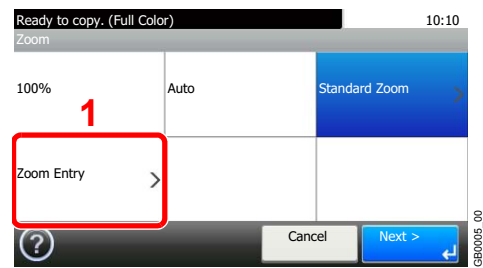 Ready to copy. (Full Color) 10:10
Zoom
100% Auto Standard Zoom
1
Zoom Entry
? Cancel Next >
GB0005_00